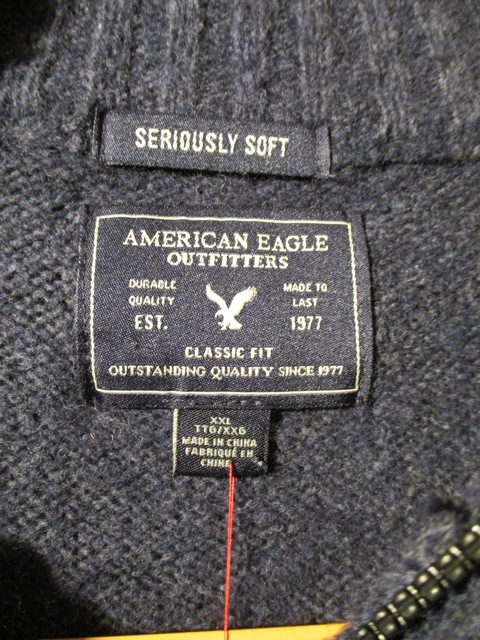 SERIOUSLY SOFT
AMERICAN EAGLE
OUTFITTERS
DURABLE
QUALITY
MADE TO
LAST
EST.
1977
CLASSIC FIT
OUTSTANDING QUALITY SINCE 1977
XXL
TTG/XXG
MADE IN CHINA
FABRIQUÉ EN
CHINE